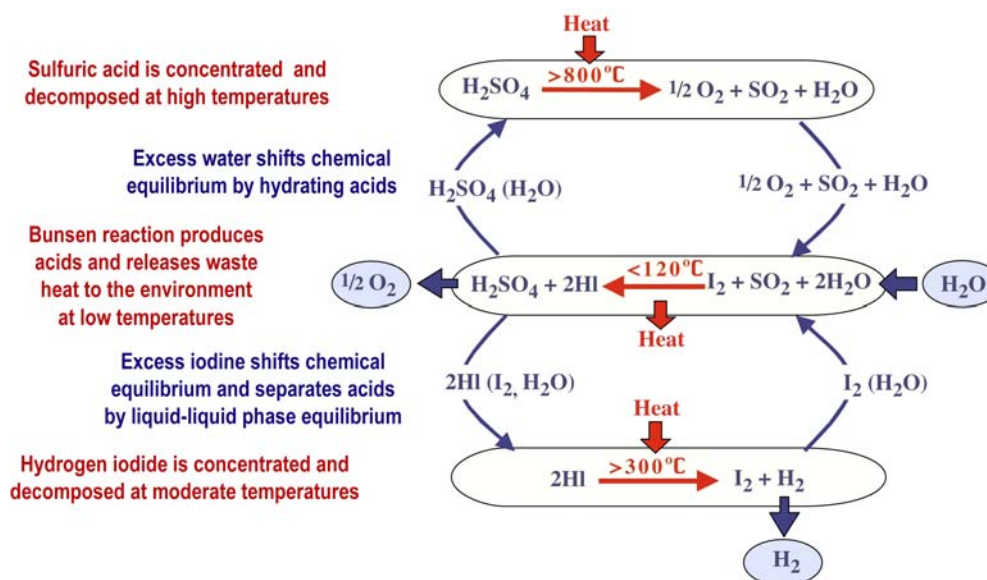 Heat
Sulfuric acid is concentrated and
decomposed at high temperatures
H₂SO₄ >800°C 1/2 O₂ + SO₂ + H₂O
Excess water shifts chemical
equilibrium by hydrating acids
H₂SO₄ (H₂O)
1/2 O₂ + SO₂ + H₂O
Bunsen reaction produces
acids and releases waste
heat to the environment
at low temperatures
1/2 O₂
H₂SO₄ + 2HI <120°C I₂ + SO₂ + 2H₂O
H₂O
Heat
Excess iodine shifts chemical
equilibrium and separates acids
by liquid-liquid phase equilibrium
2HI (I₂, H₂O)
I₂ (H₂O)
Heat
Hydrogen iodide is concentrated and
decomposed at moderate temperatures
2HI >300°C I₂ + H₂
H₂